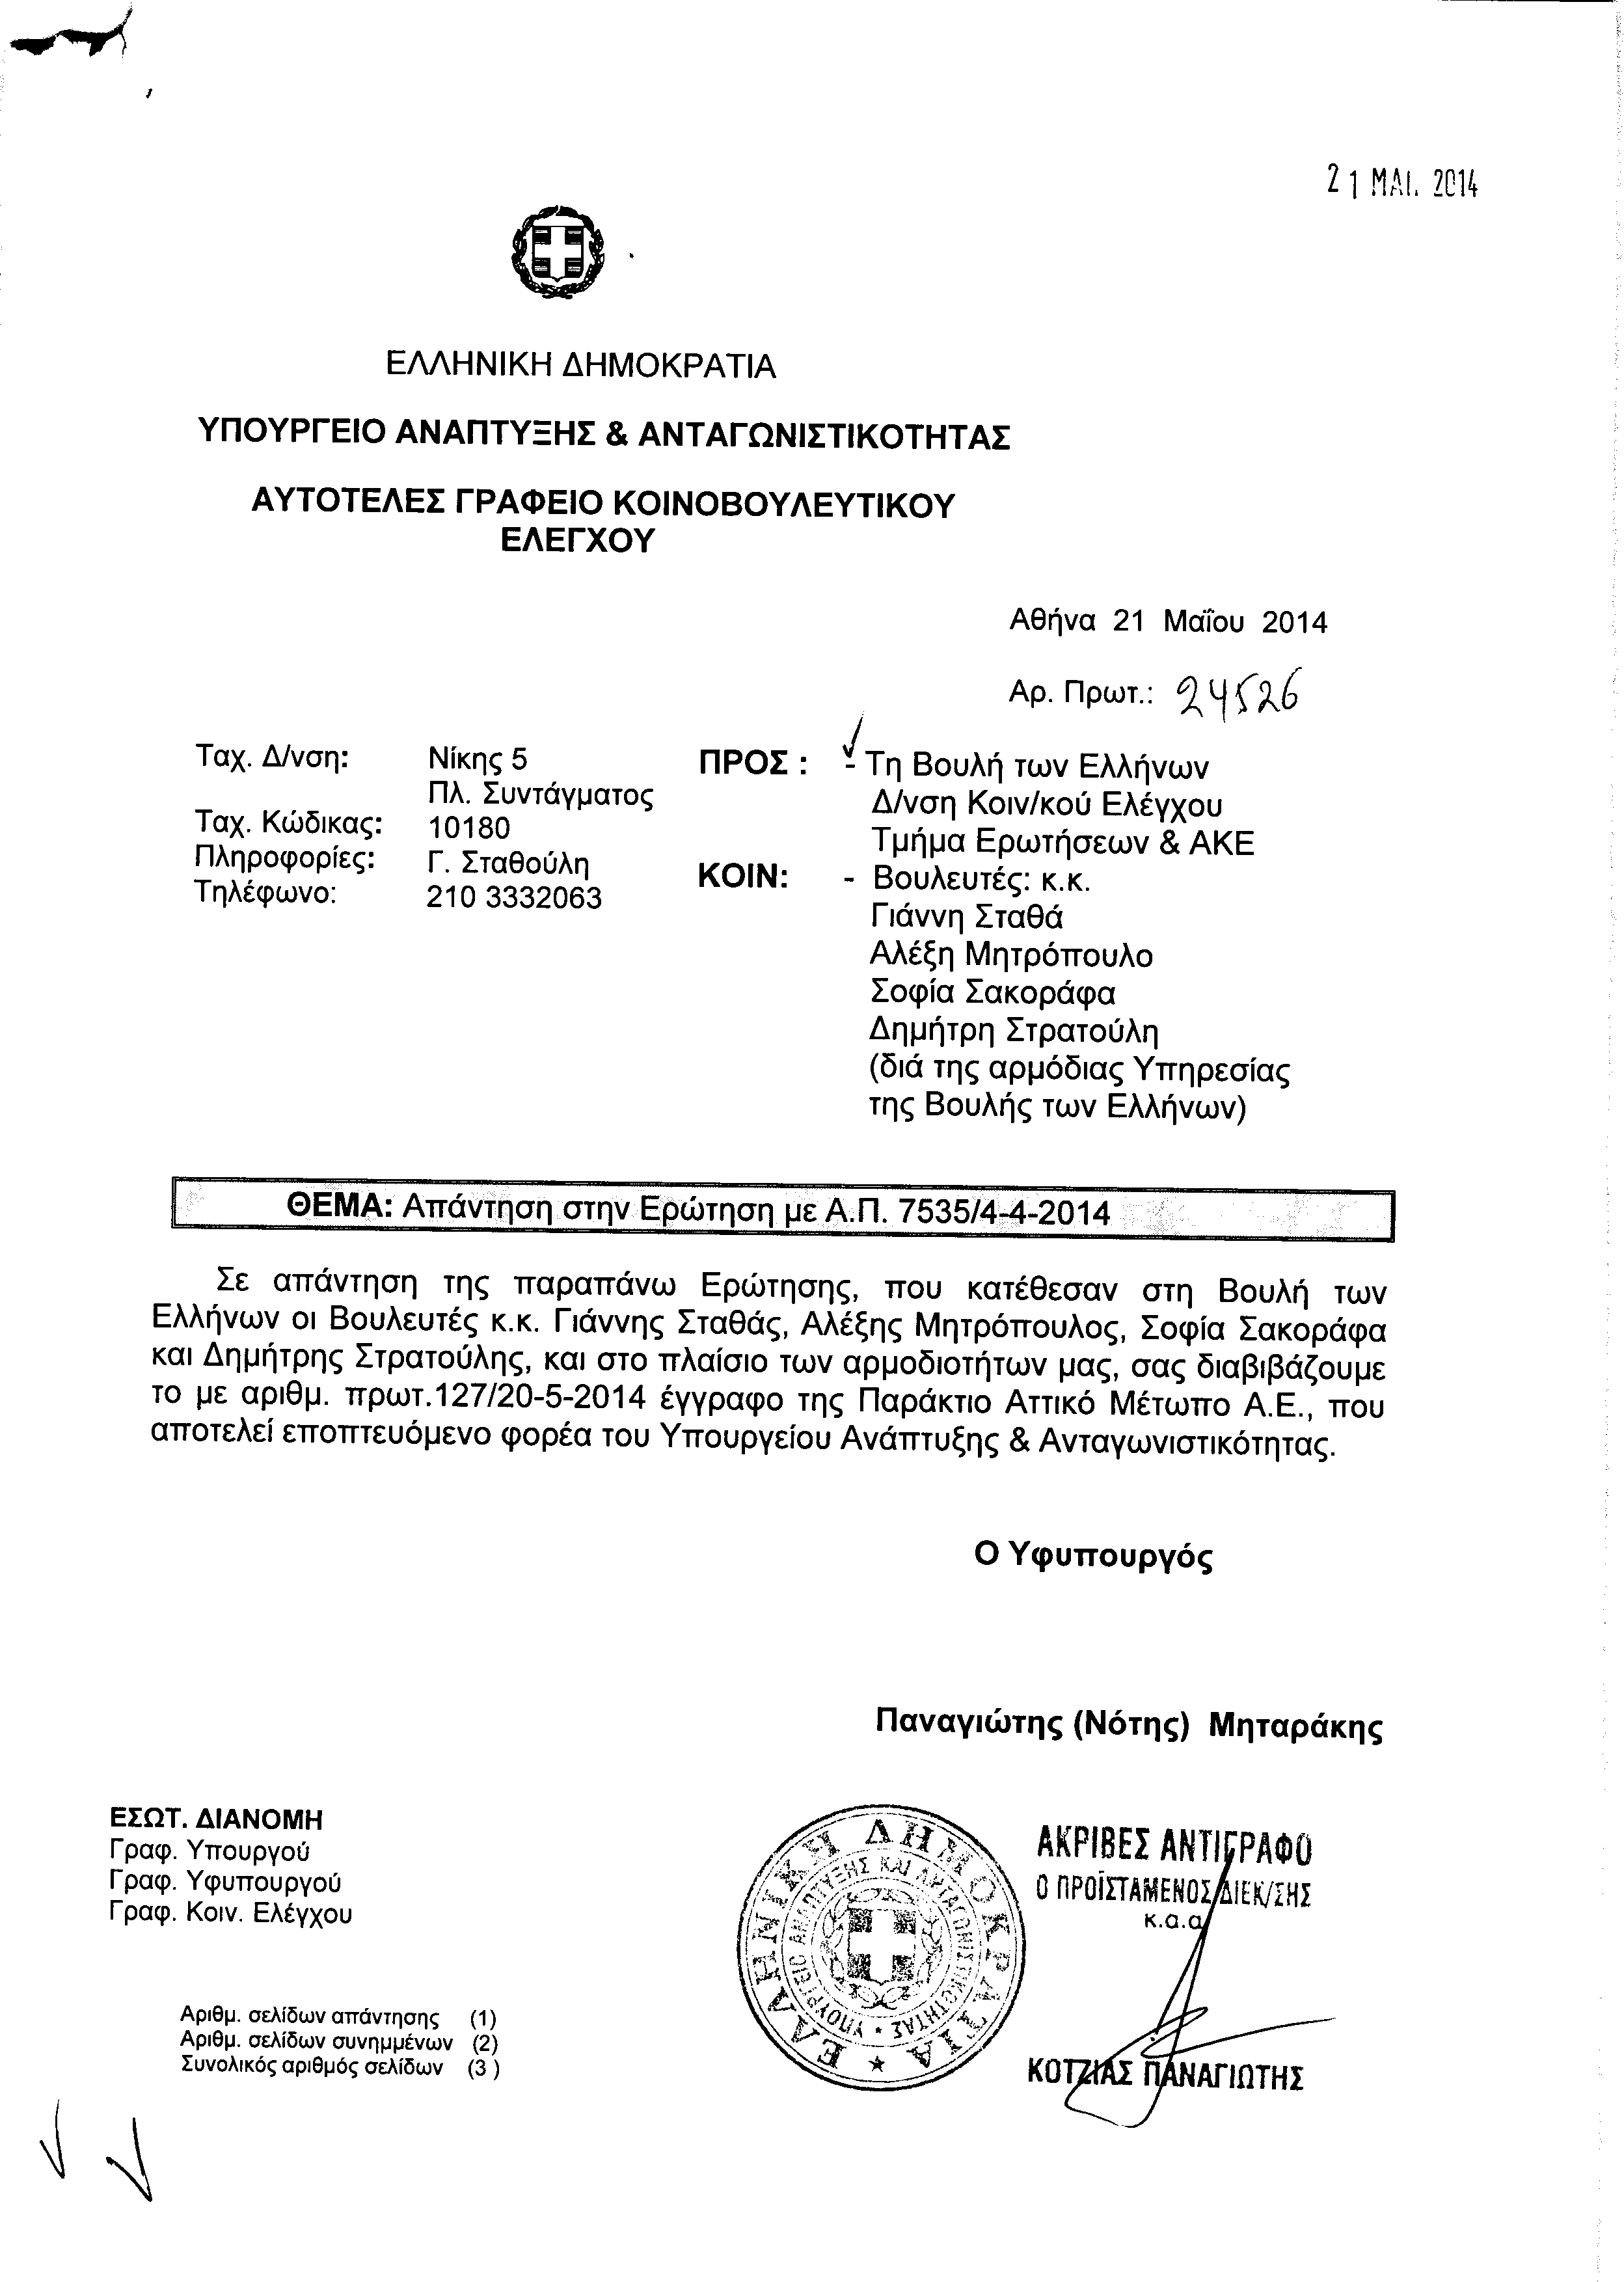 21 ΜΑΙ. 2014
ΕΛΛΗΝΙΚΗ ΔΗΜΟΚΡΑΤΙΑ
ΥΠΟΥΡΓΕΙΟ ΑΝΑΠΤΥΞΗΣ & ΑΝΤΑΓΩΝΙΣΤΙΚΟΤΗΤΑΣ
ΑΥΤΟΤΕΛΕΣ ΓΡΑΦΕΙΟ ΚΟΙΝΟΒΟΥΛΕΥΤΙΚΟΥ
ΕΛΕΓΧΟΥ
Αθήνα 21 Μαΐου 2014
Αρ. Πρωτ.: 24526
Ταχ. Δ/νση: Νίκης 5
Πλ. Συντάγματος
Ταχ. Κώδικας: 10180
Πληροφορίες: Γ. Σταθούλη
Τηλέφωνο: 210 3332063
ΠΡΟΣ : - Τη Βουλή των Ελλήνων
Δ/νση Κοιν/κού Ελέγχου
Τμήμα Ερωτήσεων & ΑΚΕ
ΚΟΙΝ: - Βουλευτές: κ.κ.
Γιάννη Σταθά
Αλέξη Μητρόπουλο
Σοφία Σακοράφα
Δημήτρη Στρατούλη
(διά της αρμόδιας Υπηρεσίας
της Βουλής των Ελλήνων)
ΘΕΜΑ: Απάντηση στην Ερώτηση με Α.Π. 7535/4-4-2014
Σε απάντηση της παραπάνω Ερώτησης, που κατέθεσαν στη Βουλή των
Ελλήνων οι Βουλευτές κ.κ. Γιάννης Σταθάς, Αλέξης Μητρόπουλος, Σοφία Σακοράφα
και Δημήτρης Στρατούλης, και στο πλαίσιο των αρμοδιοτήτων μας, σας διαβιβάζουμε
το με αριθμ. πρωτ.127/20-5-2014 έγγραφο της Παράκτιο Αττικό Μέτωπο Α.Ε., που
αποτελεί εποπτευόμενο φορέα του Υπουργείου Ανάπτυξης & Ανταγωνιστικότητας.
Ο Υφυπουργός
Παναγιώτης (Νότης) Μηταράκης
ΕΣΩΤ. ΔΙΑΝΟΜΗ
Γραφ. Υπουργού
Γραφ. Υφυπουργού
Γραφ. Κοιν. Ελέγχου
Αριθμ. σελίδων απάντησης (1)
Αριθμ. σελίδων συνημμένων (2)
Συνολικός αριθμός σελίδων (3 )
ΕΛΛΗΝΙΚΗ ΔΗΜΟΚΡΑΤΙΑ
ΥΠΟΥΡΓΕΙΟ ΑΝΑΠΤΥΞΗΣ ΚΑΙ ΑΝΤΑΓΩΝΙΣΤΙΚΟΤΗΤΑΣ
ΑΚΡΙΒΕΣ ΑΝΤΙΓΡΑΦΟ
Ο ΠΡΟΪΣΤΑΜΕΝΟΣ ΔΙΕΚ/ΣΗΣ
κ.α.α
ΚΟΤΖΙΑΣ ΠΑΝΑΓΙΩΤΗΣ